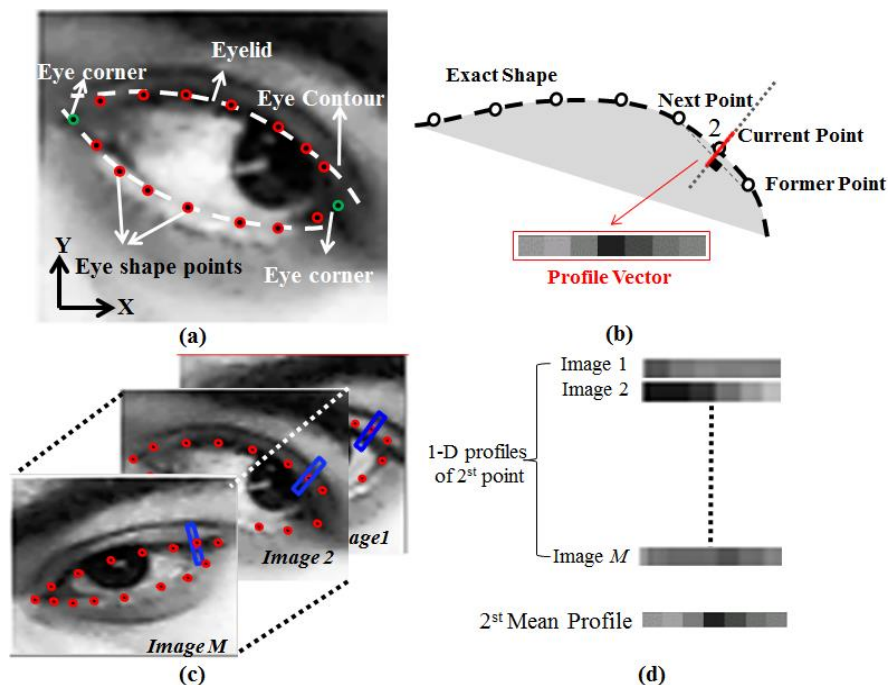 Eyelid
Eye corner
Eye Contour
Y
Eye shape points
Eye corner
X
(a)
Exact Shape
Next Point
2
Current Point
Former Point
Profile Vector
(b)
age1
Image 2
Image M
(c)
Image 1
Image 2
1-D profiles
of 2st point
Image M
2st Mean Profile
(d)